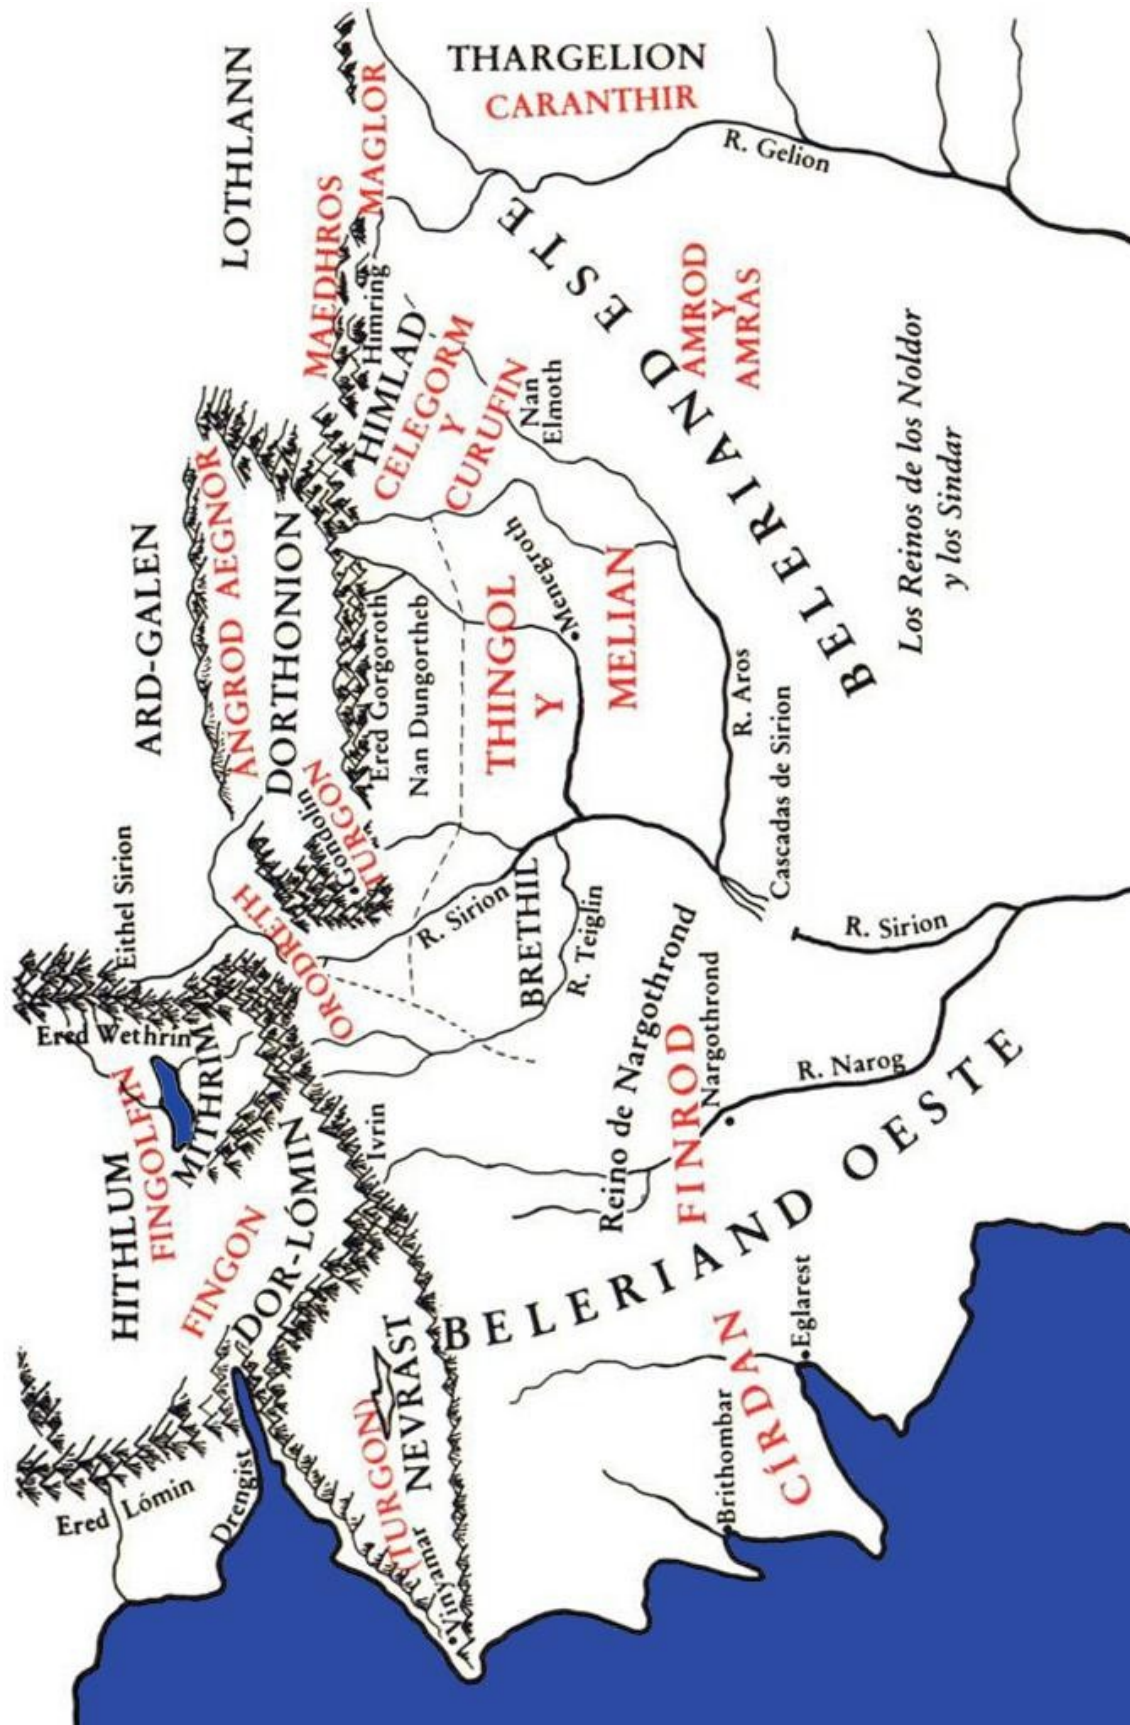 LOTHLANN
THARGELION
CARANTHIR
MAGLOR
MAEDHROS
Himring
HIMLAD
CELEGORM
Y
CURUFIN
Nan
Elmoth
R. Gelion
ARD-GALEN
ANGROD AEGNOR
DORTHONION
Ered Gorgoroth
Nan Dungortheb
THINGOL
Y
MELIAN
Menegroth
R. Aros
Cascadas de Sirion
BELERIAND ESTE
AMROD
Y
AMRAS
Los Reinos de los Noldor
y los Sindar
Eithel Sirion
Ered Wethrin
Gondolin
TURGON
ORODRETH
R. Sirion
BRETHIL
R. Teiglin
R. Sirion
HITHLUM
FINGOLFIN
MITHRIM
FINGON
DOR-LÓMIN
Ivrin
Reino de Nargothrond
FINROD
Nargothrond
R. Narog
BELERIAND OESTE
Ered Lómin
Drengist
(TURGON)
NEVRAST
Vinyamar
Brithombar
CÍRDAN
Eglarest